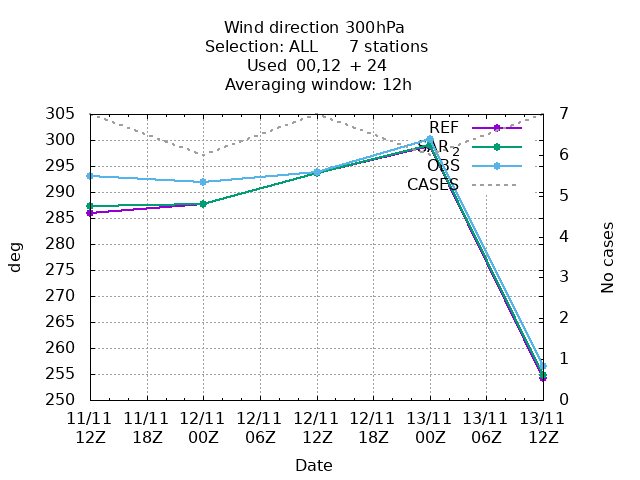 Wind direction 300hPa
Selection: ALL 7 stations
Used 00,12 + 24
Averaging window: 12h
305
300
295
290
285
280
275
270
265
260
255
250
7
6
5
4
3
2
1
0
REF
OBS
CASES
deg
No cases
11/11 11/11 12/11 12/11 12/11 12/11 13/11 13/11 13/11
12Z 18Z 00Z 06Z 12Z 18Z 00Z 06Z 12Z
Date